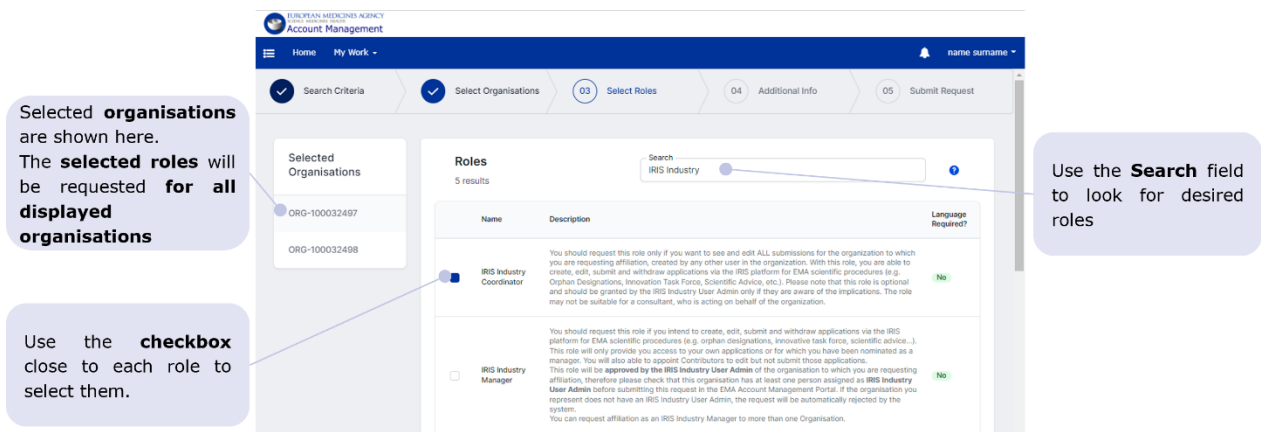 EUROPEAN MEDICINES AGENCY
SCIENCE MEDICINES HEALTH
Account Management
Home My Work
name surname
Search Criteria
Select Organisations
03 Select Roles
04 Additional Info
05 Submit Request
Selected organisations
are shown here.
The selected roles will
be requested for all
displayed
organisations
Selected
Organisations
ORG-100032497
ORG-100032498
Roles
5 results
Search
IRIS Industry
?
Use the Search field
to look for desired
roles
Name Description Language
Required?
IRIS Industry
Coordinator
You should request this role only if you want to see and edit ALL submissions for the organization to which
you are requesting affiliation, created by any other user in the organization. With this role, you are able to
create, edit, submit and withdraw applications via the IRIS platform for EMA scientific procedures (e.g.
Orphan Designations, Innovation Task Force, Scientific Advice, etc.). Please note that this role is optional
and should be granted by the IRIS Industry User Admin only if they are aware of the implications. The role
may not be suitable for a consultant, who is acting on behalf of the organization.
No
Use the checkbox
close to each role to
select them.
IRIS Industry
Manager
You should request this role if you intend to create, edit, submit and withdraw applications via the IRIS
platform for EMA scientific procedures (e.g. orphan designations, innovative task force, scientific advice...).
This role will only provide you access to your own applications or for which you have been nominated as a
manager. You will also able to appoint Contributors to edit but not submit those applications.
This role will be approved by the IRIS Industry User Admin of the organisation to which you are requesting
affiliation, therefore please check that this organisation has at least one person assigned as IRIS Industry
User Admin before submitting this request in the EMA Account Management Portal. If the organisation you
represent does not have an IRIS Industry User Admin, the request will be automatically rejected by the
system.
You can request affiliation as an IRIS Industry Manager to more than one Organisation.
No